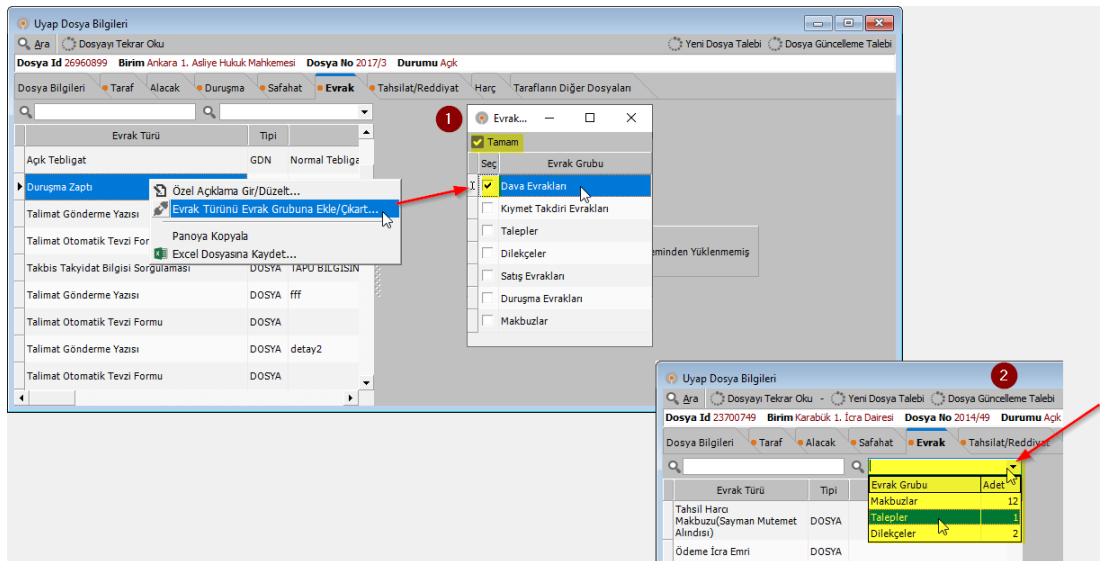 Uyap Dosya Bilgileri
Ara Dosyayı Tekrar Oku Yeni Dosya Talebi Dosya Güncelleme Talebi
Dosya Id 26960899 Birim Ankara 1. Asliye Hukuk Mahkemesi Dosya No 2017/3 Durumu Açık
Dosya Bilgileri Taraf Alacak Duruşma Safahat Evrak Tahsilat/Reddiyat Harç Tarafların Diğer Dosyaları
Evrak Türü Tipi
Açık Tebligat GDN Normal Tebliga
Duruşma Zaptı
Talimat Gönderme Yazısı
Talimat Otomatik Tevzi For
Takbis Takyidat Bilgisi Sorgulaması DOSYA TAPU BİLGİSİN
Talimat Gönderme Yazısı DOSYA fff
Talimat Otomatik Tevzi Formu DOSYA
Talimat Gönderme Yazısı DOSYA detay2
Talimat Otomatik Tevzi Formu DOSYA
Özel Açıklama Gir/Düzelt...
Evrak Türünü Evrak Grubuna Ekle/Çıkart...
Panoya Kopyala
Excel Dosyasına Kaydet...
1
Evrak...
Tamam
Seç Evrak Grubu
Dava Evrakları
Kıymet Takdiri Evrakları
Talepler
Dilekçeler
Satış Evrakları
Duruşma Evrakları
Makbuzlar
eminden Yüklenmemiş
2
Uyap Dosya Bilgileri
Ara Dosyayı Tekrar Oku - Yeni Dosya Talebi Dosya Güncelleme Talebi
Dosya Id 23700749 Birim Karabük 1. İcra Dairesi Dosya No 2014/49 Durumu Açık
Dosya Bilgileri Taraf Alacak Safahat Evrak Tahsilat/Reddiyat
Evrak Türü Tipi
Tahsil Harcı
Makbuzu(Sayman Mutemet DOSYA
Alındısı)
Ödeme İcra Emri DOSYA
Evrak Grubu Adet
Makbuzlar 12
Talepler 1
Dilekçeler 2